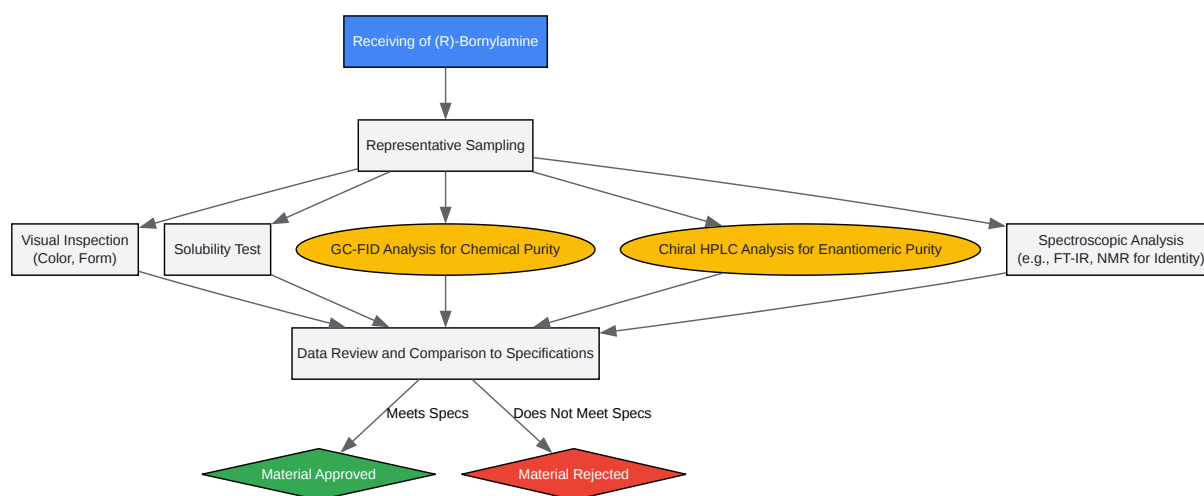 Receiving of (R)-Bornylamine
Representative Sampling
Visual Inspection
(Color, Form)
Solubility Test
GC-FID Analysis for Chemical Purity
Chiral HPLC Analysis for Enantiomeric Purity
Spectroscopic Analysis
(e.g., FT-IR, NMR for Identity)
Data Review and Comparison to Specifications
Meets Specs
Does Not Meet Specs
Material Approved
Material Rejected